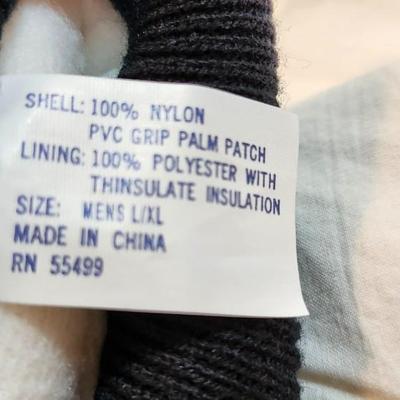 SHELL: 100% NYLON
PVC GRIP PALM PATCH
LINING: 100% POLYESTER WITH
THINSULATE INSULATION
SIZE: MENS L/XL
MADE IN CHINA
RN 55499